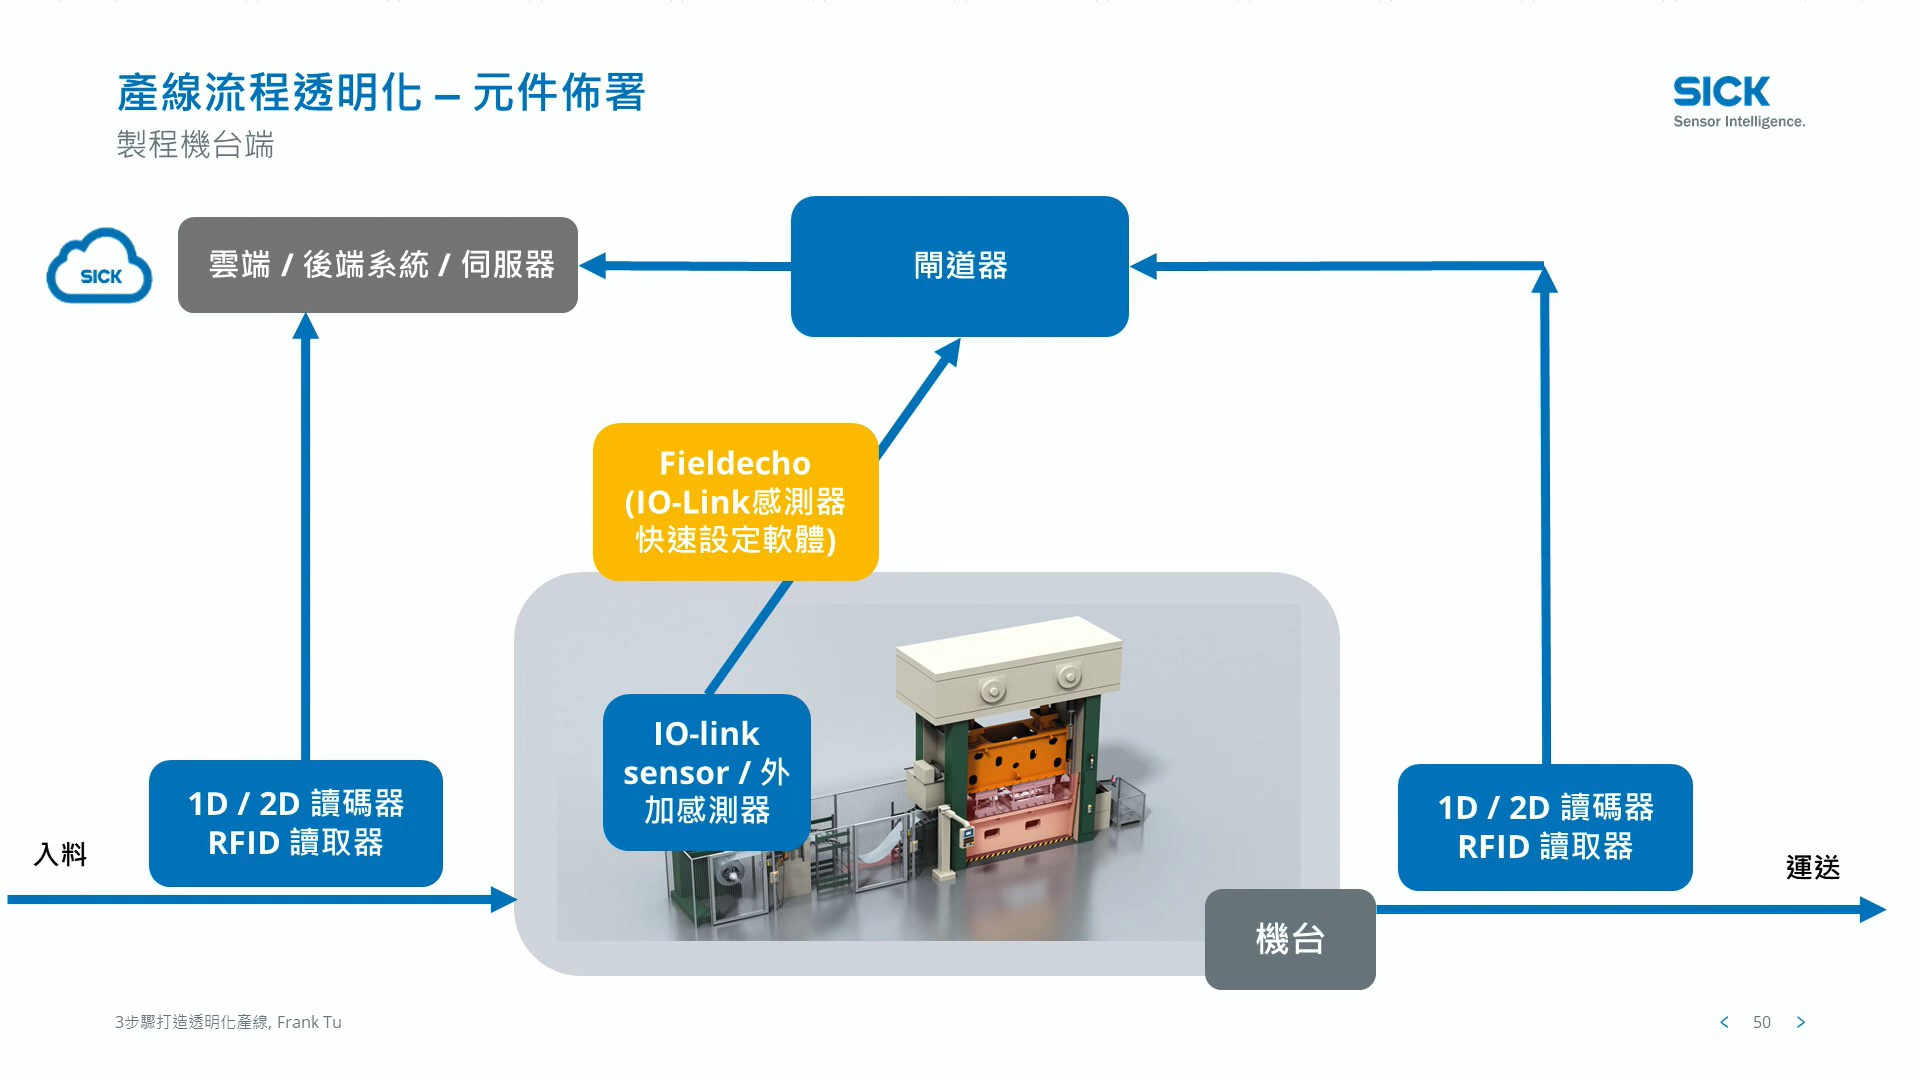 產線流程透明化 – 元件佈署
製程機台端
SICK
Sensor Intelligence.
SICK
雲端 / 後端系統 / 伺服器
閘道器
Fieldecho
(IO-Link感測器
快速設定軟體)
IO-link
sensor / 外
加感測器
1D / 2D 讀碼器
RFID 讀取器
入料
1D / 2D 讀碼器
RFID 讀取器
運送
機台
3步驟打造透明化產線, Frank Tu
< 50 >